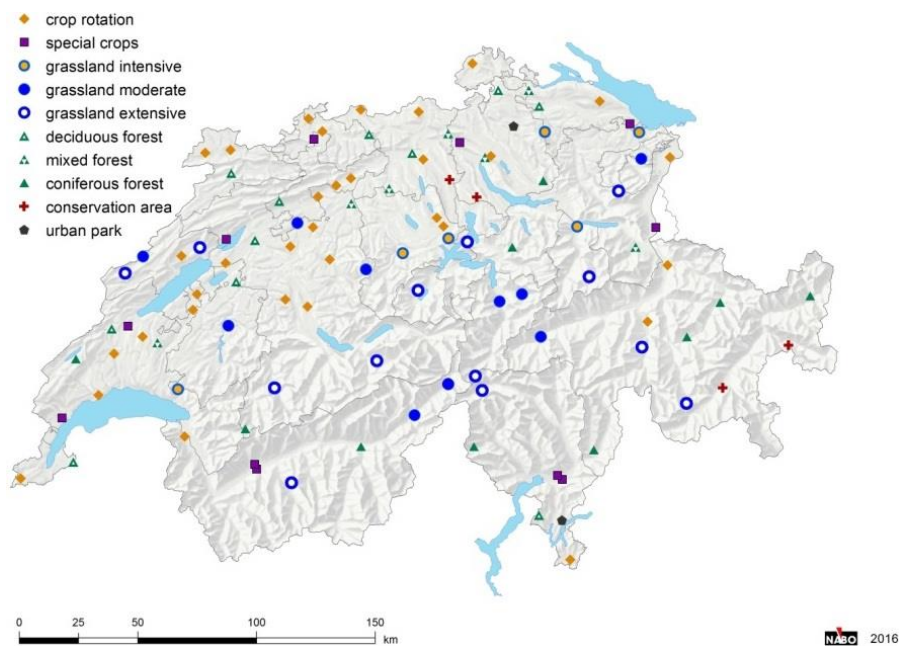 crop rotation
special crops
grassland intensive
grassland moderate
grassland extensive
deciduous forest
mixed forest
coniferous forest
conservation area
urban park
0 25 50 100 150
km
NABO 2016